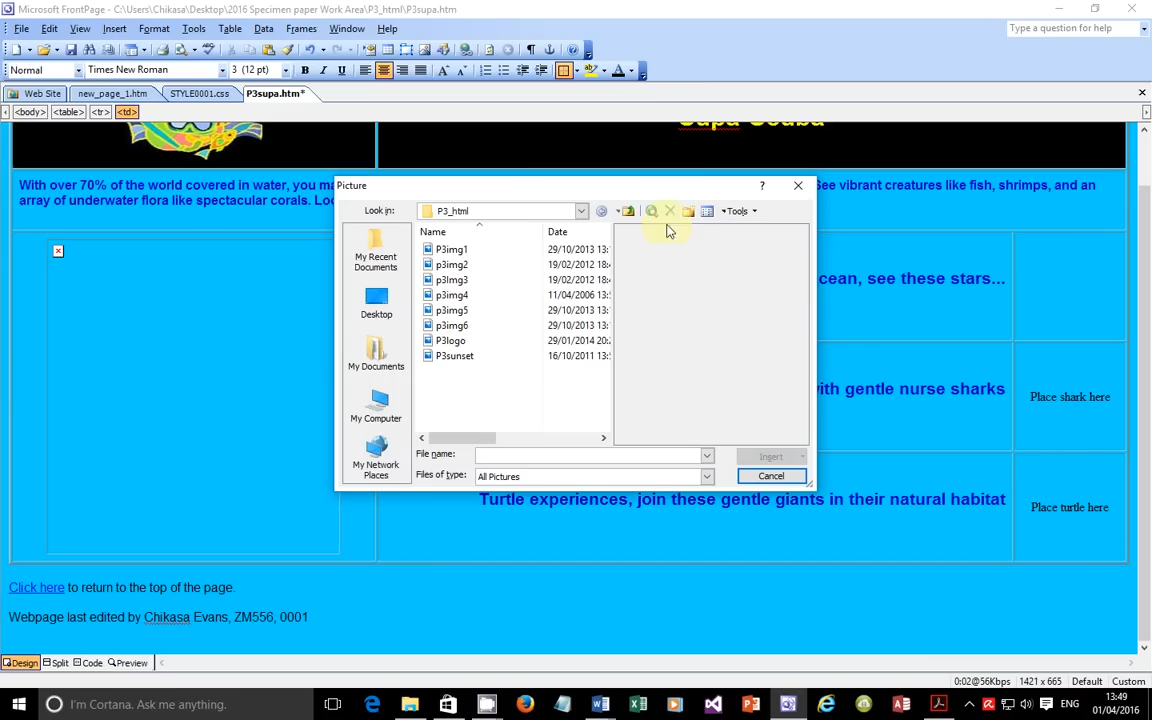 Microsoft FrontPage - C:\Users\Chikasa\Desktop\2016 Specimen paper Work Area\P3_html\P3supa.htm
File Edit View Insert Format Tools Table Data Frames Window Help
Type a question for help
Normal Times New Roman 3 (12 pt) B I U A A A
Web Site new_page_1.htm STYLE0001.css P3supa.htm*
<body> <table> <tr> <td>
With over 70% of the world covered in water, you ma
See vibrant creatures like fish, shrimps, and an
array of underwater flora like spectacular corals. Loo
Picture
Look in: P3_html Tools
Name Date
My Recent Documents
Desktop
My Documents
My Computer
My Network Places
P3img1 29/10/2013 13:
p3img2 19/02/2012 18:
p3Img3 19/02/2012 18:
p3img4 11/04/2006 13:
p3img5 29/10/2013 13:
p3img6 29/10/2013 13:
P3logo 29/01/2014 20:
P3sunset 16/10/2011 13:
File name: Insert
Files of type: All Pictures Cancel
cean, see these stars...
vith gentle nurse sharks
Place shark here
Turtle experiences, join these gentle giants in their natural habitat
Place turtle here
Click here to return to the top of the page.
Webpage last edited by Chikasa Evans, ZM556, 0001
Design Split Code Preview
0:02@56Kbps 1421 x 665 Default Custom
I'm Cortana. Ask me anything.
ENG 13:49
01/04/2016